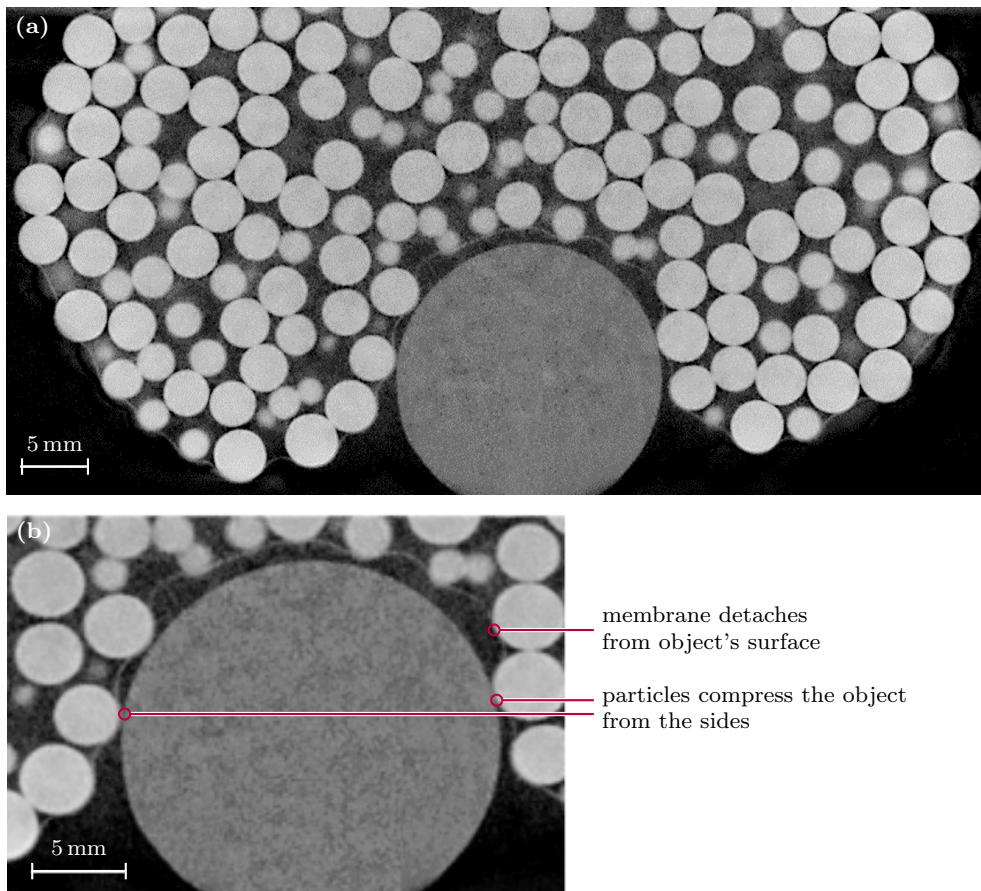 (a)
5 mm
(b)
membrane detaches
from object's surface
particles compress the object
from the sides
5 mm